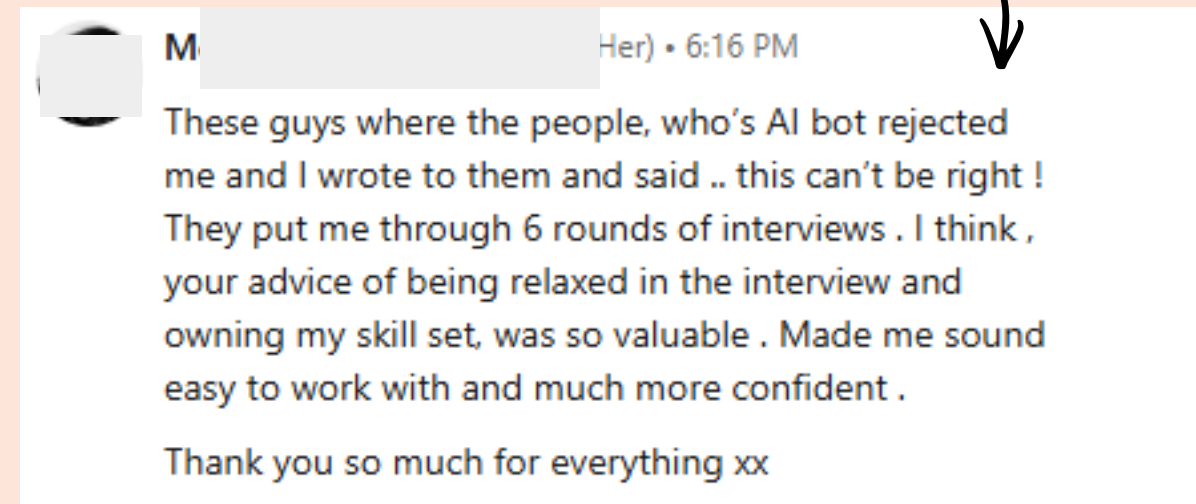 Her) • 6:16 PM
These guys where the people, who's AI bot rejected
me and I wrote to them and said .. this can't be right !
They put me through 6 rounds of interviews . I think ,
your advice of being relaxed in the interview and
owning my skill set, was so valuable . Made me sound
easy to work with and much more confident .
Thank you so much for everything xx